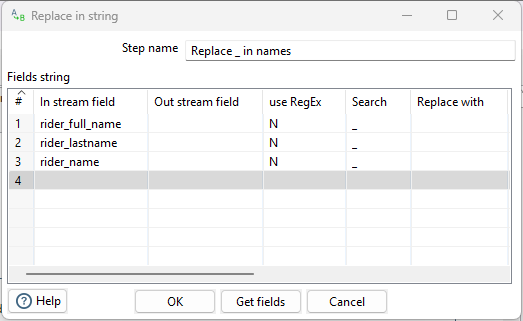 Replace in string
Step name Replace _ in names
Fields string
# In stream field Out stream field use RegEx Search Replace with
1 rider_full_name N _
2 rider_lastname N _
3 rider_name N _
4
Help OK Get fields Cancel